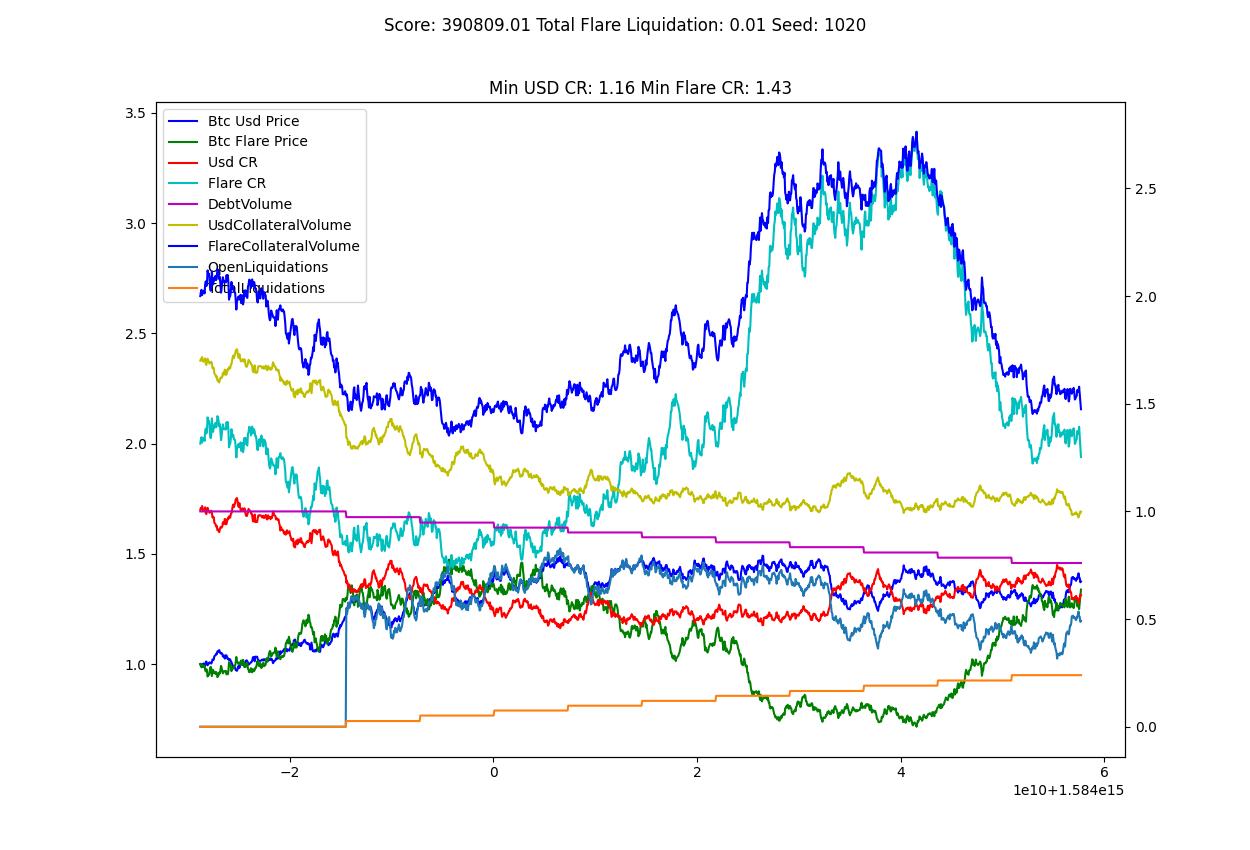 Score: 390809.01 Total Flare Liquidation: 0.01 Seed: 1020
Min USD CR: 1.16 Min Flare CR: 1.43
Btc Usd Price
Btc Flare Price
Usd CR
Flare CR
DebtVolume
UsdCollateralVolume
FlareCollateralVolume
OpenLiquidations
TotalLiquidations
3.5
3.0
2.5
2.0
1.5
1.0
2.5
2.0
1.5
1.0
0.5
0.0
−2 0 2 4 6
1e10+1.584e15